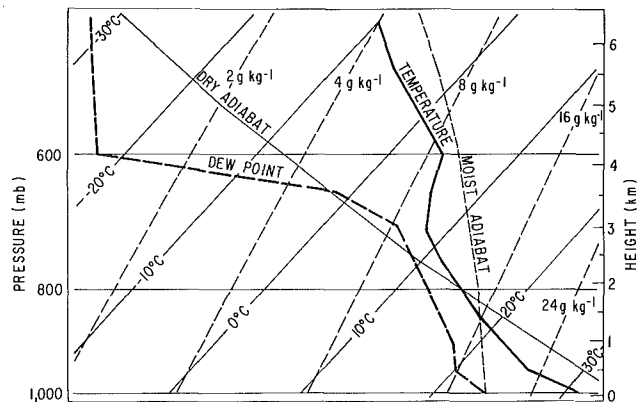 -30°C
DRY ADIABAT
2 g kg-1
4 g kg-1
TEMPERATURE
8 g kg-1
16 g kg-1
6
5
4
3
2
1
0
HEIGHT (km)
PRESSURE (mb)
600
800
1,000
DEW POINT
-20°C
MOIST ADIABAT
-10°C
0°C
10°C
20°C
24 g kg-1
30°C